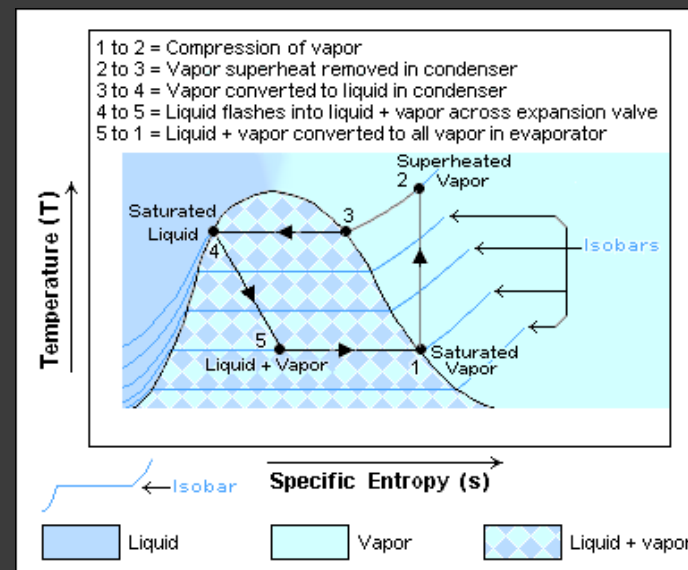 1 to 2 = Compression of vapor
2 to 3 = Vapor superheat removed in condenser
3 to 4 = Vapor converted to liquid in condenser
4 to 5 = Liquid flashes into liquid + vapor across expansion valve
5 to 1 = Liquid + vapor converted to all vapor in evaporator
Temperature (T)
Superheated
2 Vapor
Saturated
Liquid
3
4
Isobars
5
Liquid + Vapor
Saturated
1 Vapor
Isobar
Specific Entropy (s)
Liquid
Vapor
Liquid + vapor